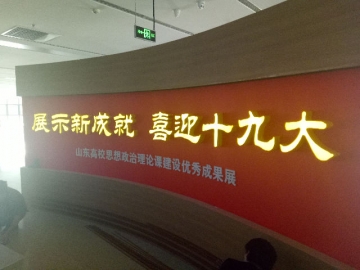 展示新成就 喜迎十九大
山东高校思想政治理论课建设优秀成果展